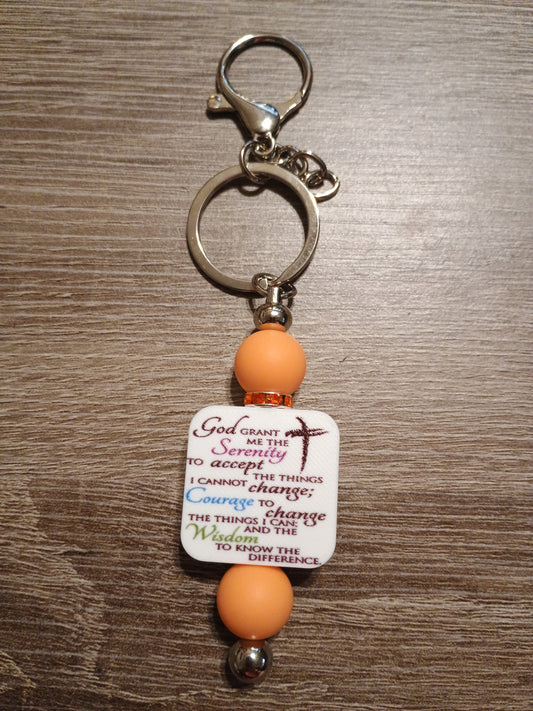 God GRANT
ME THE
Serenity
TO accept
THE THINGS
I CANNOT change;
Courage TO
change
THE THINGS I CAN;
AND THE
Wisdom
TO KNOW THE
DIFFERENCE.